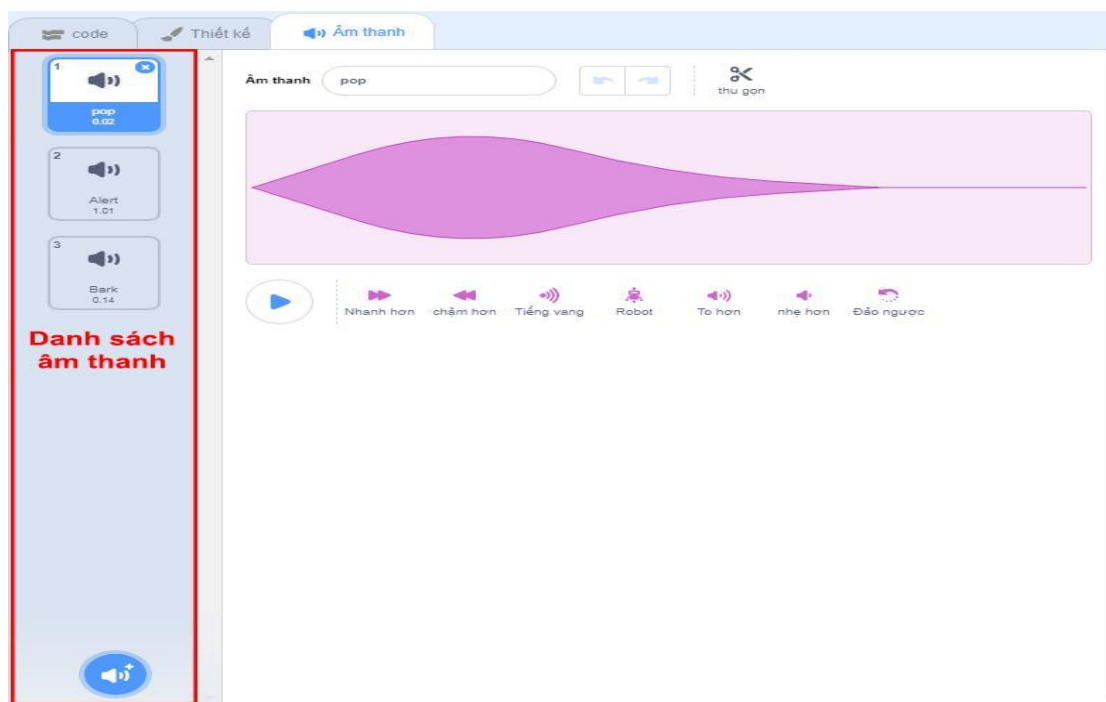 code
Thiết kế
Âm thanh
1
pop
0.02
2
Alert
1.01
3
Bark
0.14
Danh sách
âm thanh
Âm thanh
pop
thu gọn
Nhanh hơn
chậm hơn
Tiếng vang
Robot
To hơn
nhẹ hơn
Đảo ngược